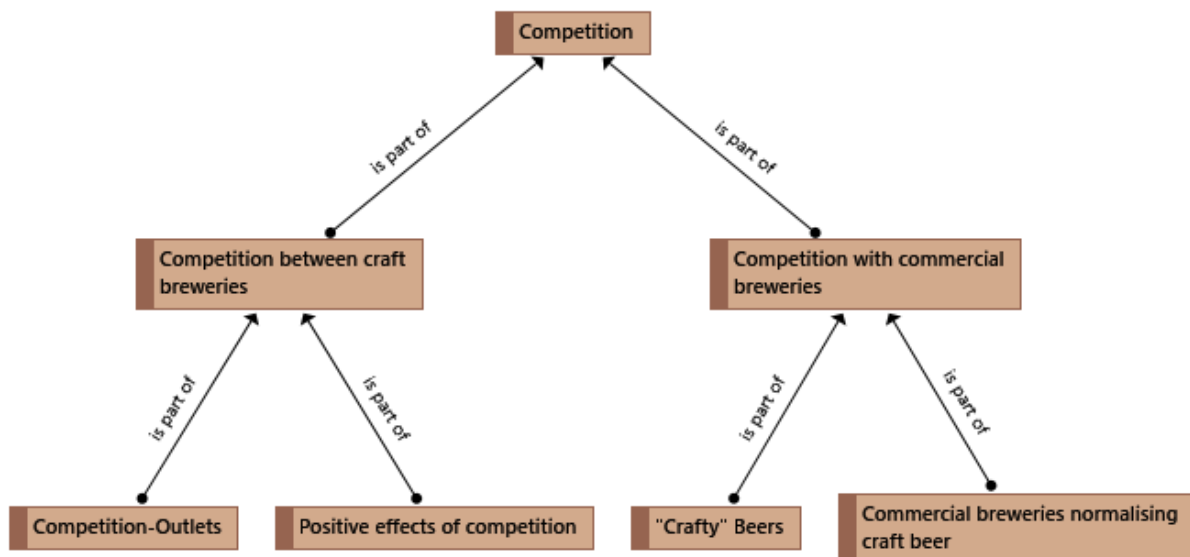 Competition
is part of
is part of
Competition between craft
breweries
Competition with commercial
breweries
is part of
is part of
is part of
is part of
Competition-Outlets
Positive effects of competition
"Crafty" Beers
Commercial breweries normalising
craft beer